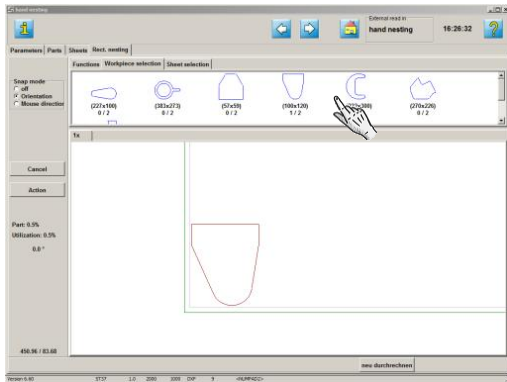 hand nesting
External read in
hand nesting
16:26:32
Parameters
Parts
Sheets
Rect. nesting
Functions
Workpiece selection
Sheet selection
Snap mode
off
Orientation
Mouse direction
(227x100)
0 / 2
(383x273)
0 / 2
(57x59)
0 / 2
(100x120)
1 / 2
0 / 2
(270x226)
0 / 2
1x
Cancel
Action
Part: 0.5%
Utilization: 0.5%
0.0 °
450.96 / 83.68
neu durchrechnen
Version 6.60
ST37
1.0
2000
1000
DXF
9
<NUMPAD2>